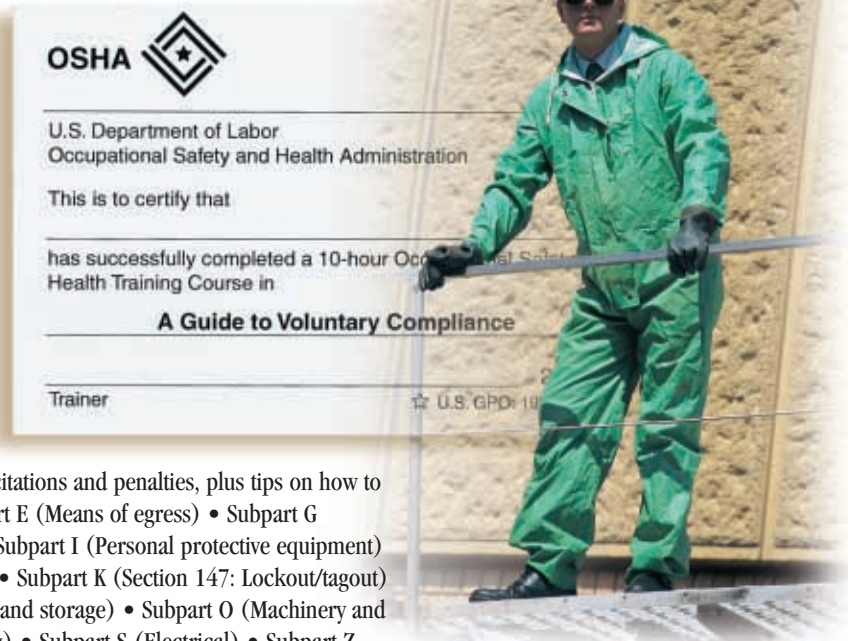 OSHA
U.S. Department of Labor
Occupational Safety and Health Administration
This is to certify that
has successfully completed a 10-hour
Health Training Course in
A Guide to Voluntary Compliance
Trainer
☆ U.S. GPO: 19
citations and penalties, plus tips on how to
E (Means of egress) • Subpart G
Subpart I (Personal protective equipment)
• Subpart K (Section 147: Lockout/tagout)
and storage) • Subpart O (Machinery and
• Subpart S (Electrical) • Subpart Z